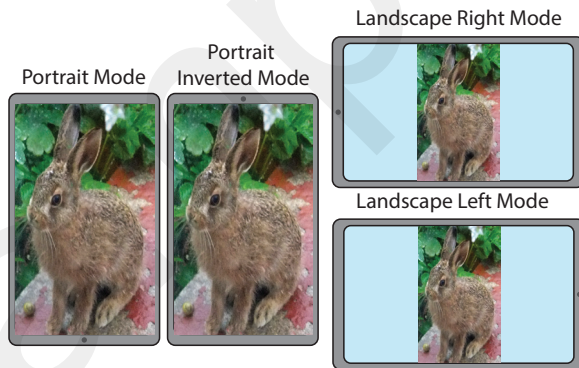 Portrait Mode
Portrait
Inverted Mode
Landscape Right Mode
Landscape Left Mode